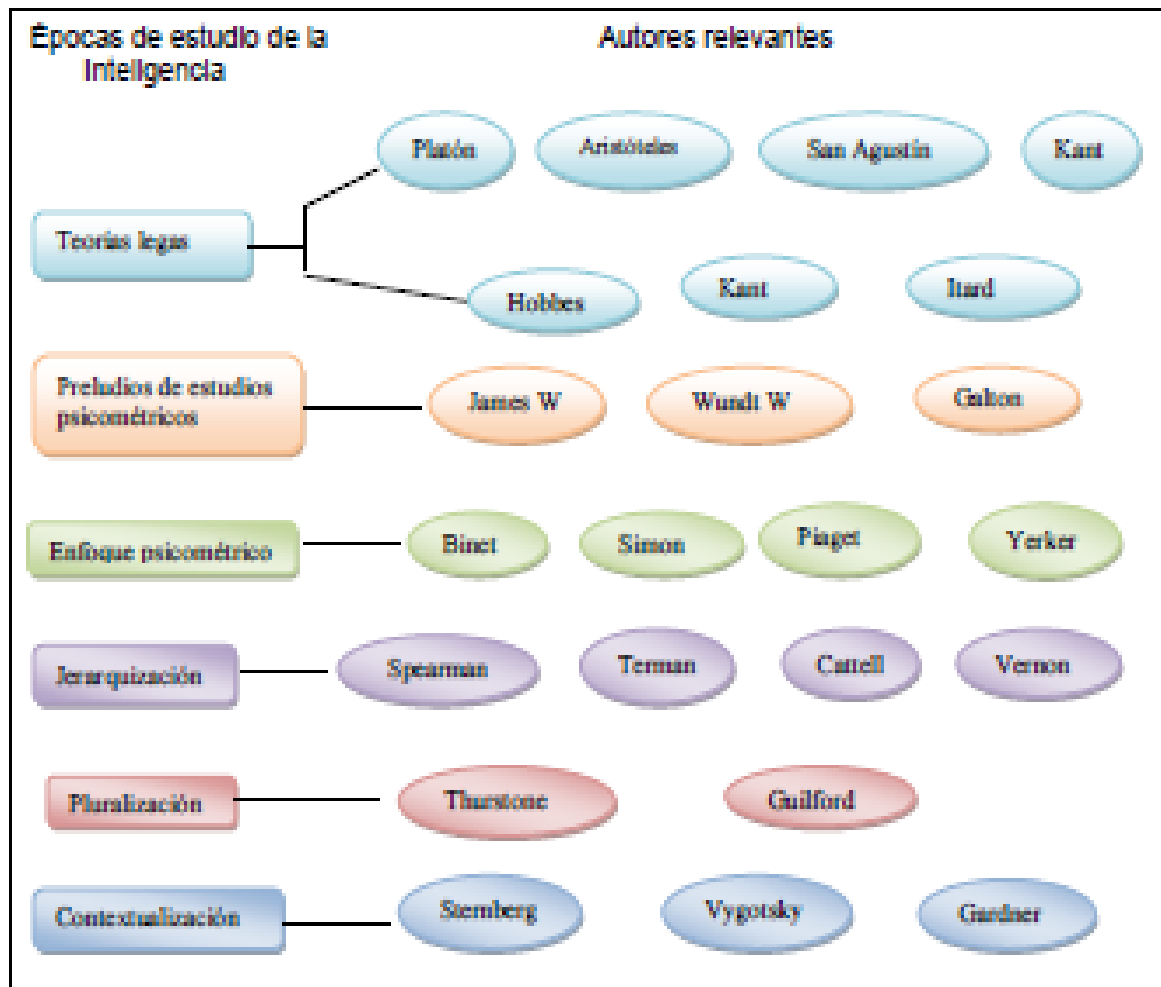 Épocas de estudio de la
Inteligencia
Autores relevantes
Platón
Aristóteles
San Agustín
Kant
Teorías legas
Hobbes
Kant
Itard
Preludios de estudios
psicométricos
James W
Wundt W
Galton
Enfoque psicométrico
Binet
Simon
Piaget
Yerker
Jerarquización
Spearman
Terman
Cattell
Vernon
Pluralización
Thurstone
Guilford
Contextualización
Sternberg
Vygotsky
Gardner